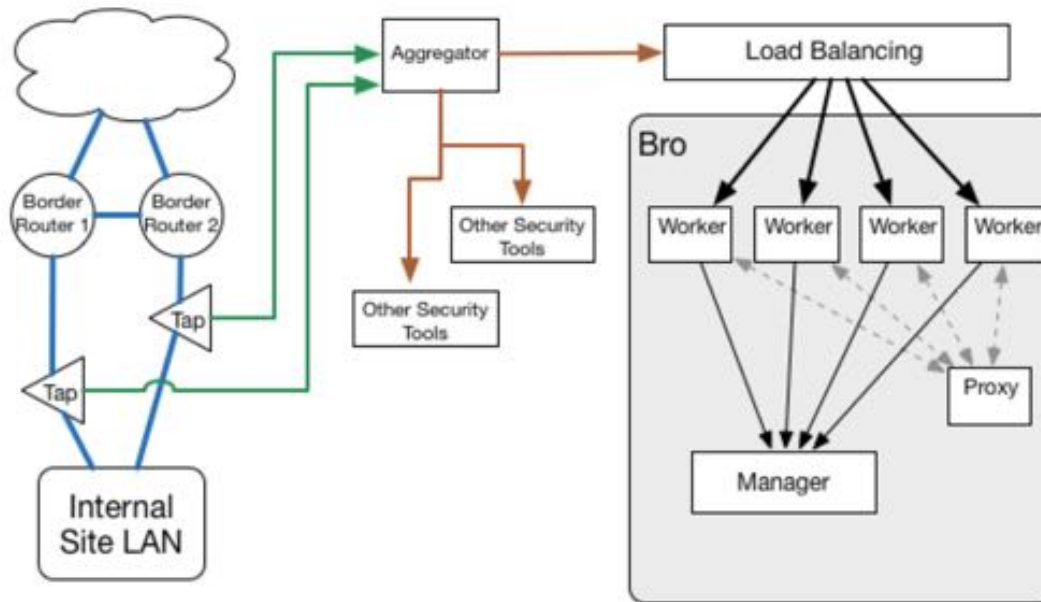 Aggregator
Load Balancing
Bro
Border
Router 1
Border
Router 2
Worker
Worker
Worker
Worker
Other Security
Tools
Other Security
Tools
Tap
Tap
Proxy
Manager
Internal
Site LAN